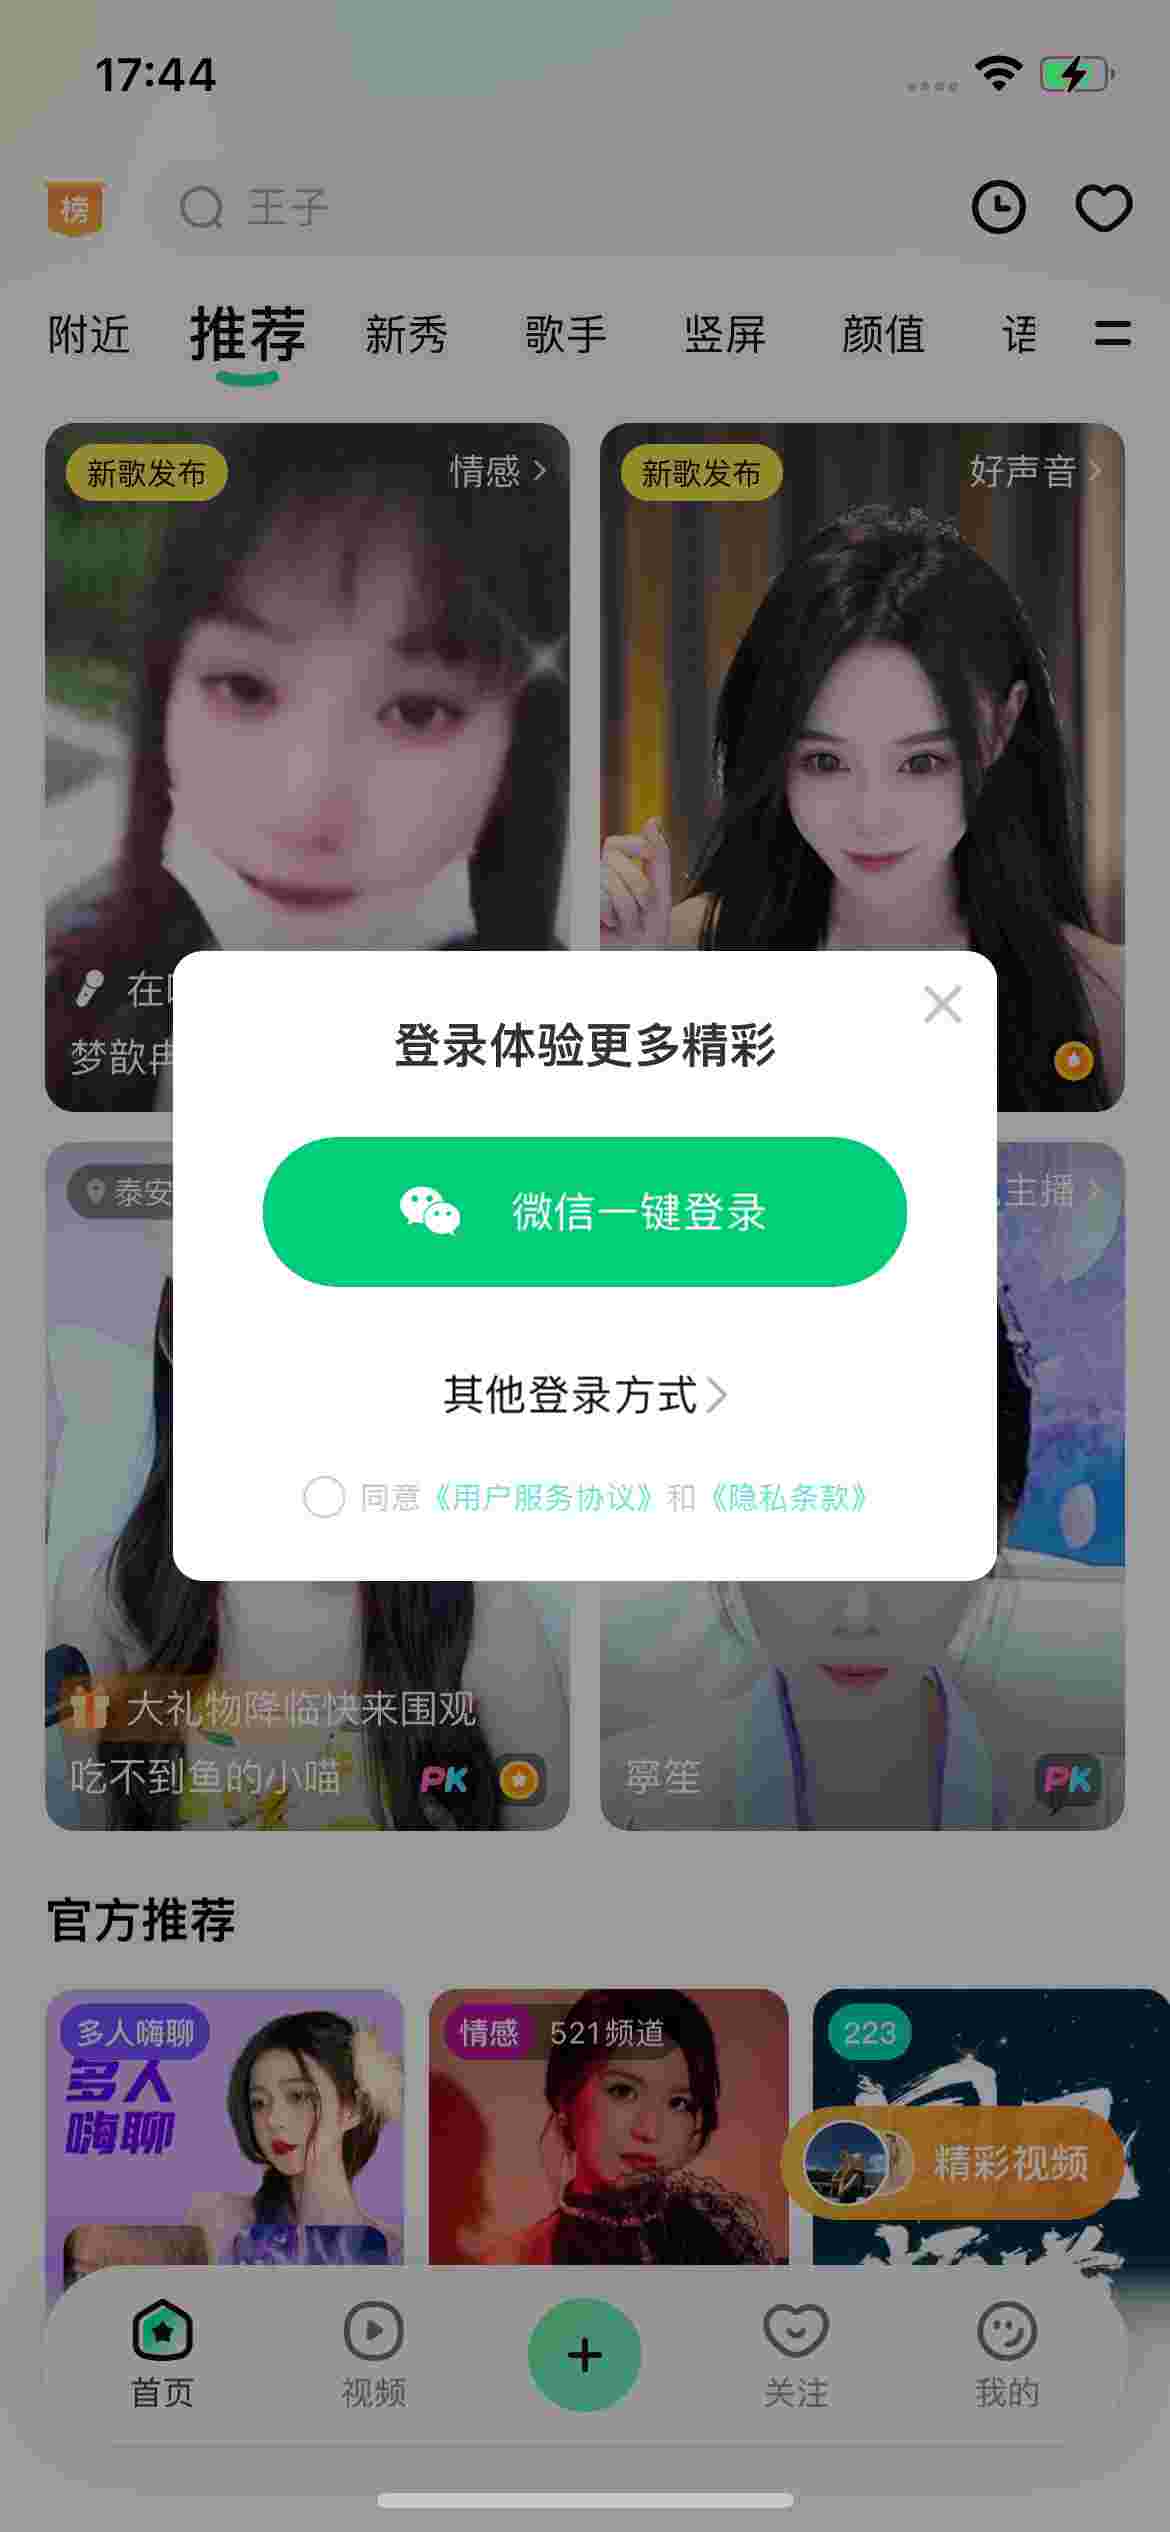 17:44
榜
王子
附近 推荐 新秀 歌手 竖屏 颜值 语
新歌发布
情感
新歌发布
好声音
在
梦歆冉
登录体验更多精彩
微信一键登录
其他登录方式
同意《用户服务协议》和《隐私条款》
泰安
主播
大礼物降临快来围观
吃不到鱼的小喵
PK
寧笙
PK
官方推荐
多人嗨聊
多人
嗨聊
情感 521频道
223
精彩视频
首页 视频 关注 我的